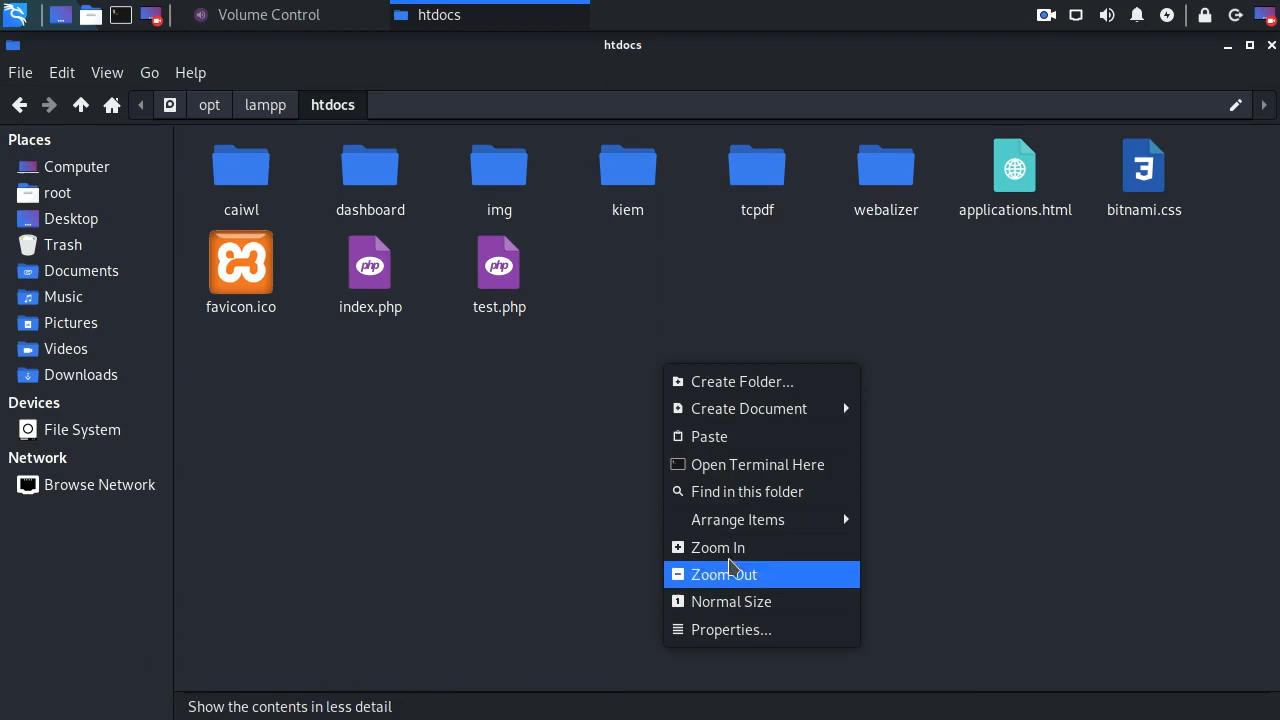 Volume Control
htdocs
htdocs
File Edit View Go Help
opt lampp htdocs
Places
Computer
root
Desktop
Trash
Documents
Music
Pictures
Videos
Downloads
Devices
File System
Network
Browse Network
caiwl dashboard img kiem tcpdf webalizer applications.html bitnami.css
favicon.ico index.php test.php
php php
Create Folder...
Create Document
Paste
Open Terminal Here
Find in this folder
Arrange Items
Zoom In
Zoom Out
Normal Size
Properties...
Show the contents in less detail